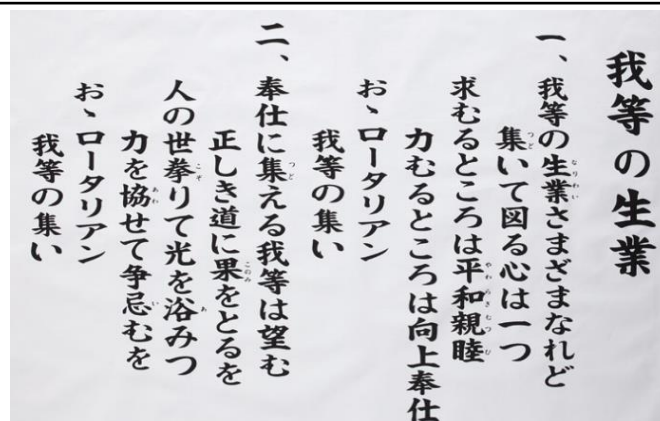 我等の生業
一、我等の生業さまざまなれど
集いて図る心は一つ
求むるところは平和親睦
力むるところは向上奉仕
おゝロータリアン
我等の集い
二、奉仕に集える我等は望む
正しき道に果をとるを
人の世挙りて光を浴みつ
力を協せて争忌むを
おゝロータリアン
我等の集い